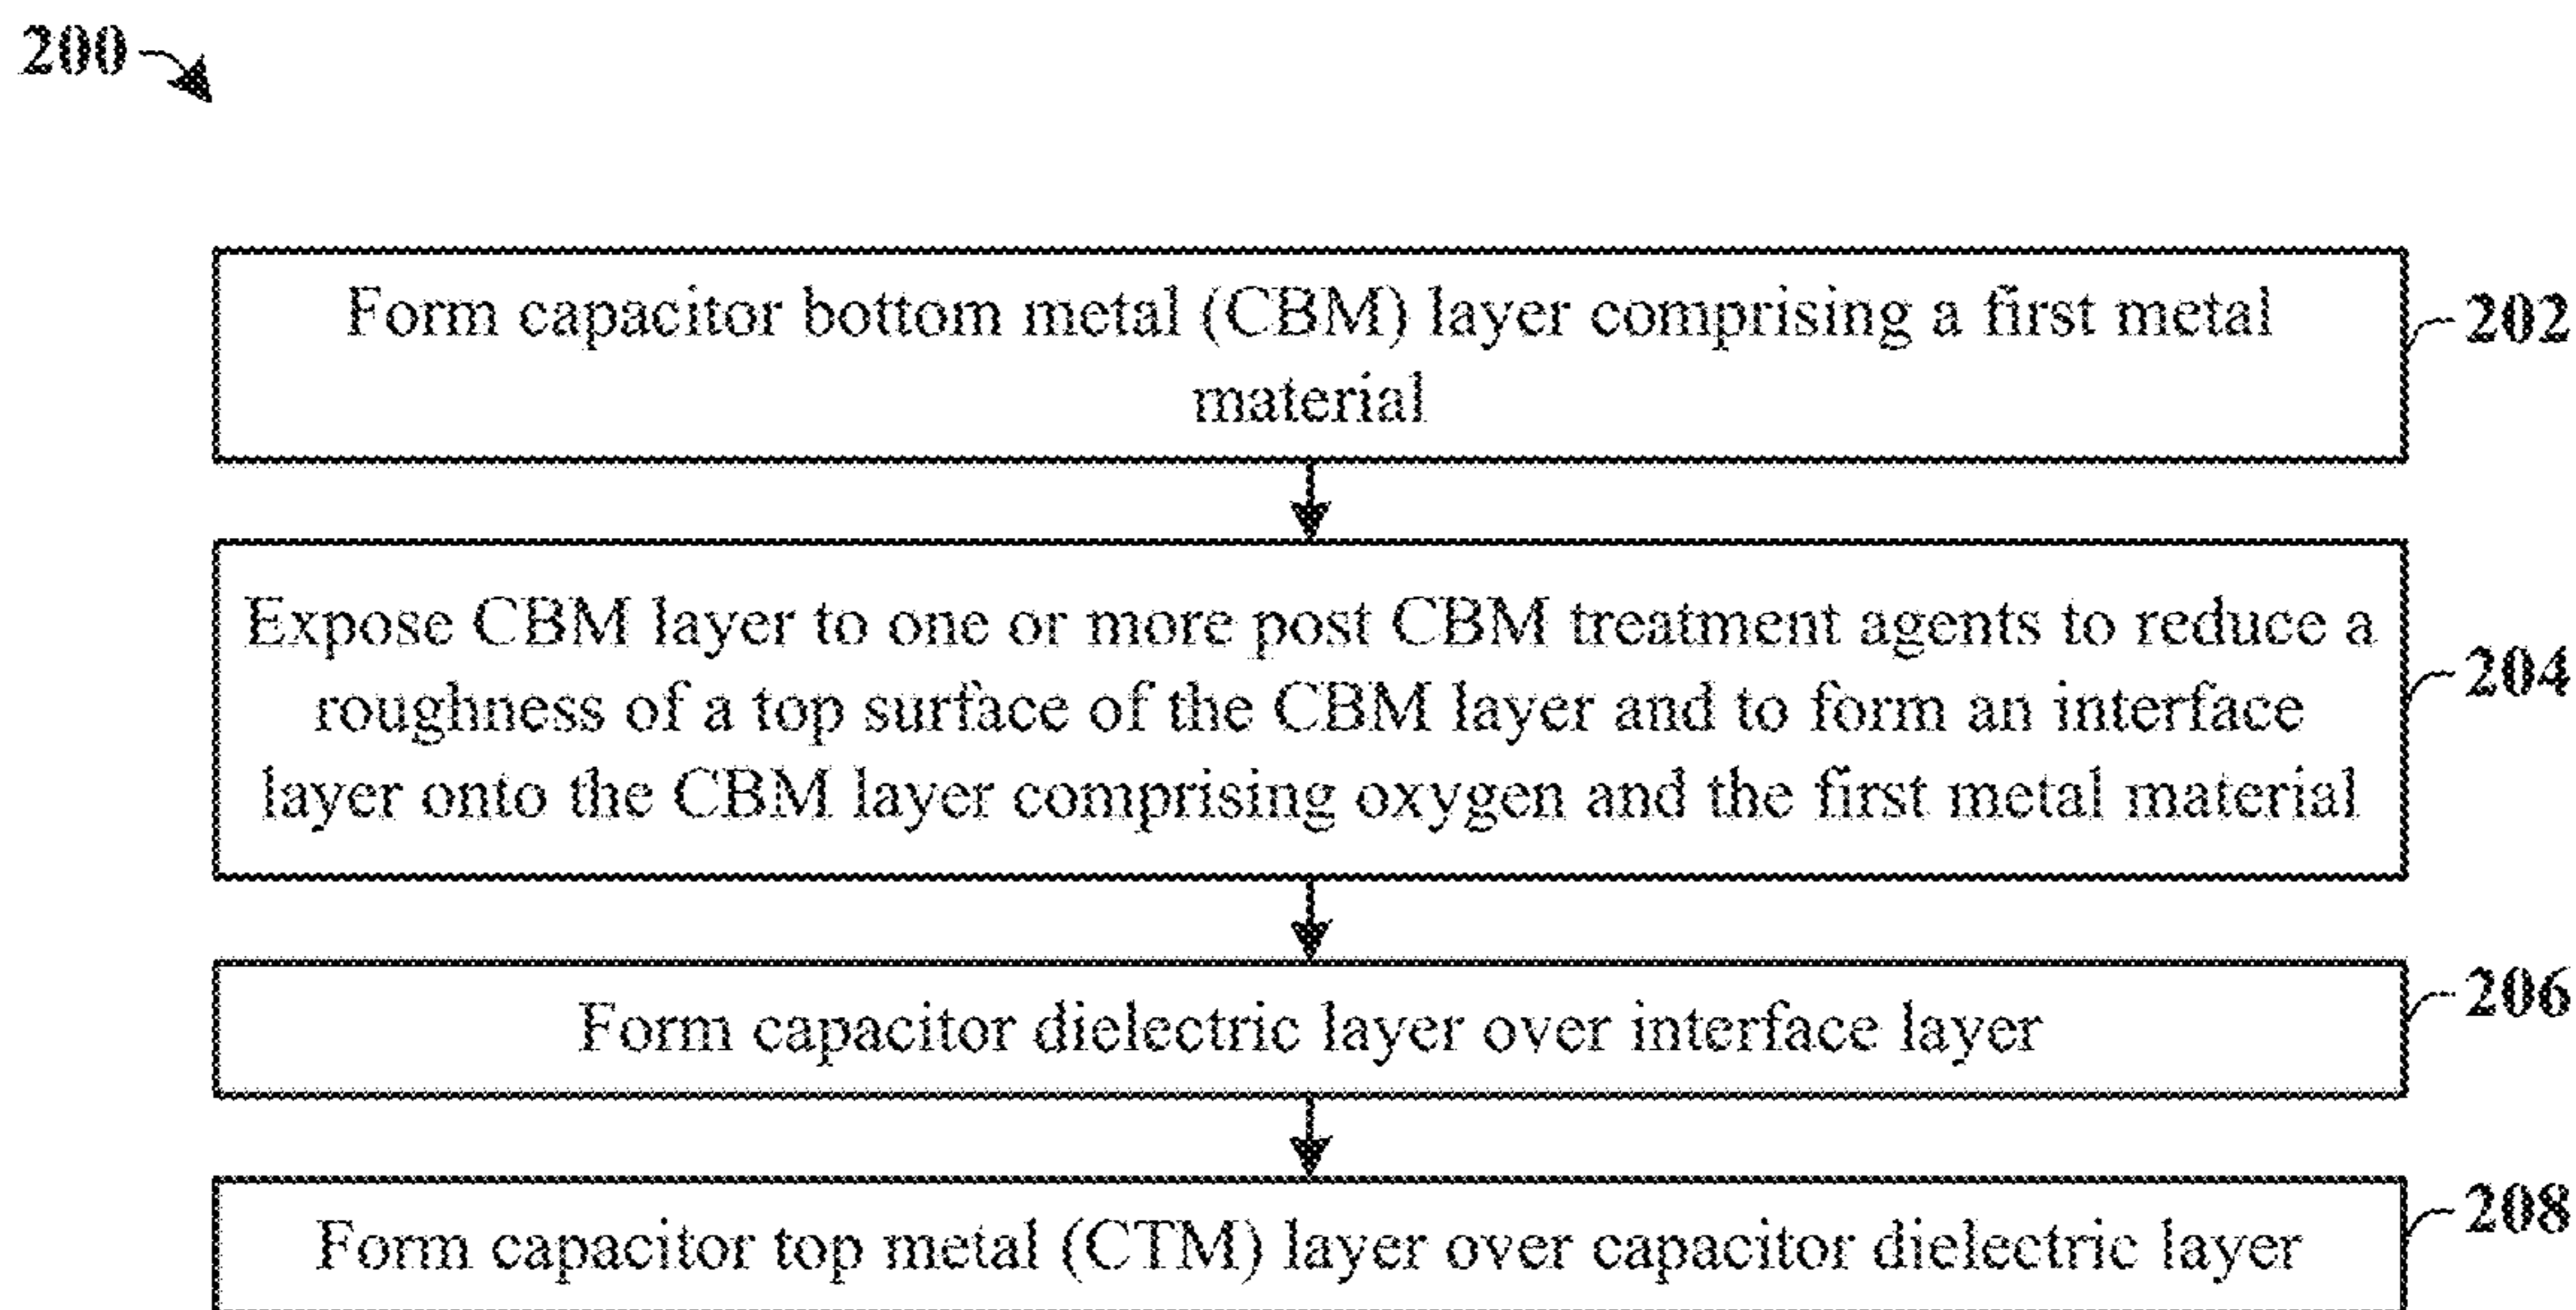 200
Form capacitor bottom metal (CBM) layer comprising a first metal
material
202
Expose CBM layer to one or more post CBM treatment agents to reduce a
roughness of a top surface of the CBM layer and to form an interface
layer onto the CBM layer comprising oxygen and the first metal material
204
Form capacitor dielectric layer over interface layer
206
Form capacitor top metal (CTM) layer over capacitor dielectric layer
208